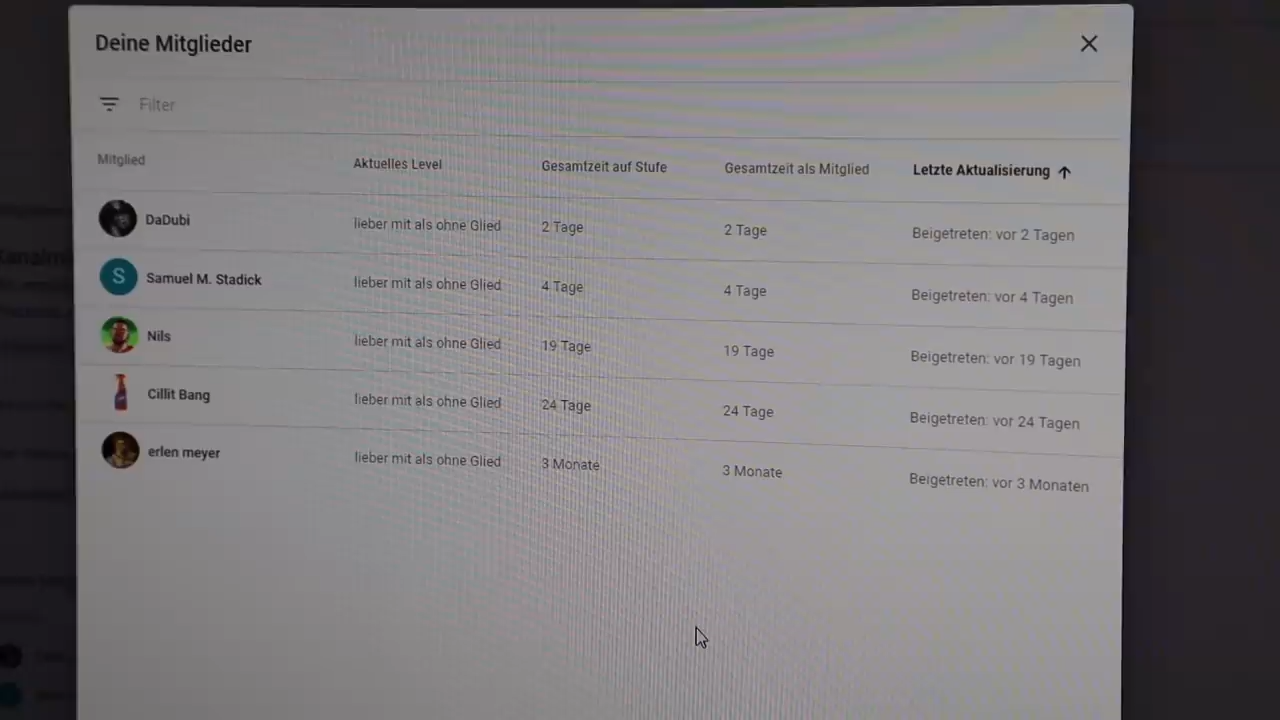 Deine Mitglieder
Filter
Mitglied Aktuelles Level Gesamtzeit auf Stufe Gesamtzeit als Mitglied Letzte Aktualisierung
DaDubi lieber mit als ohne Glied 2 Tage 2 Tage Beigetreten: vor 2 Tagen
S Samuel M. Stadick lieber mit als ohne Glied 4 Tage 4 Tage Beigetreten: vor 4 Tagen
Nils lieber mit als ohne Glied 19 Tage 19 Tage Beigetreten: vor 19 Tagen
Cillit Bang lieber mit als ohne Glied 24 Tage 24 Tage Beigetreten: vor 24 Tagen
erlen meyer lieber mit als ohne Glied 3 Monate 3 Monate Beigetreten: vor 3 Monaten